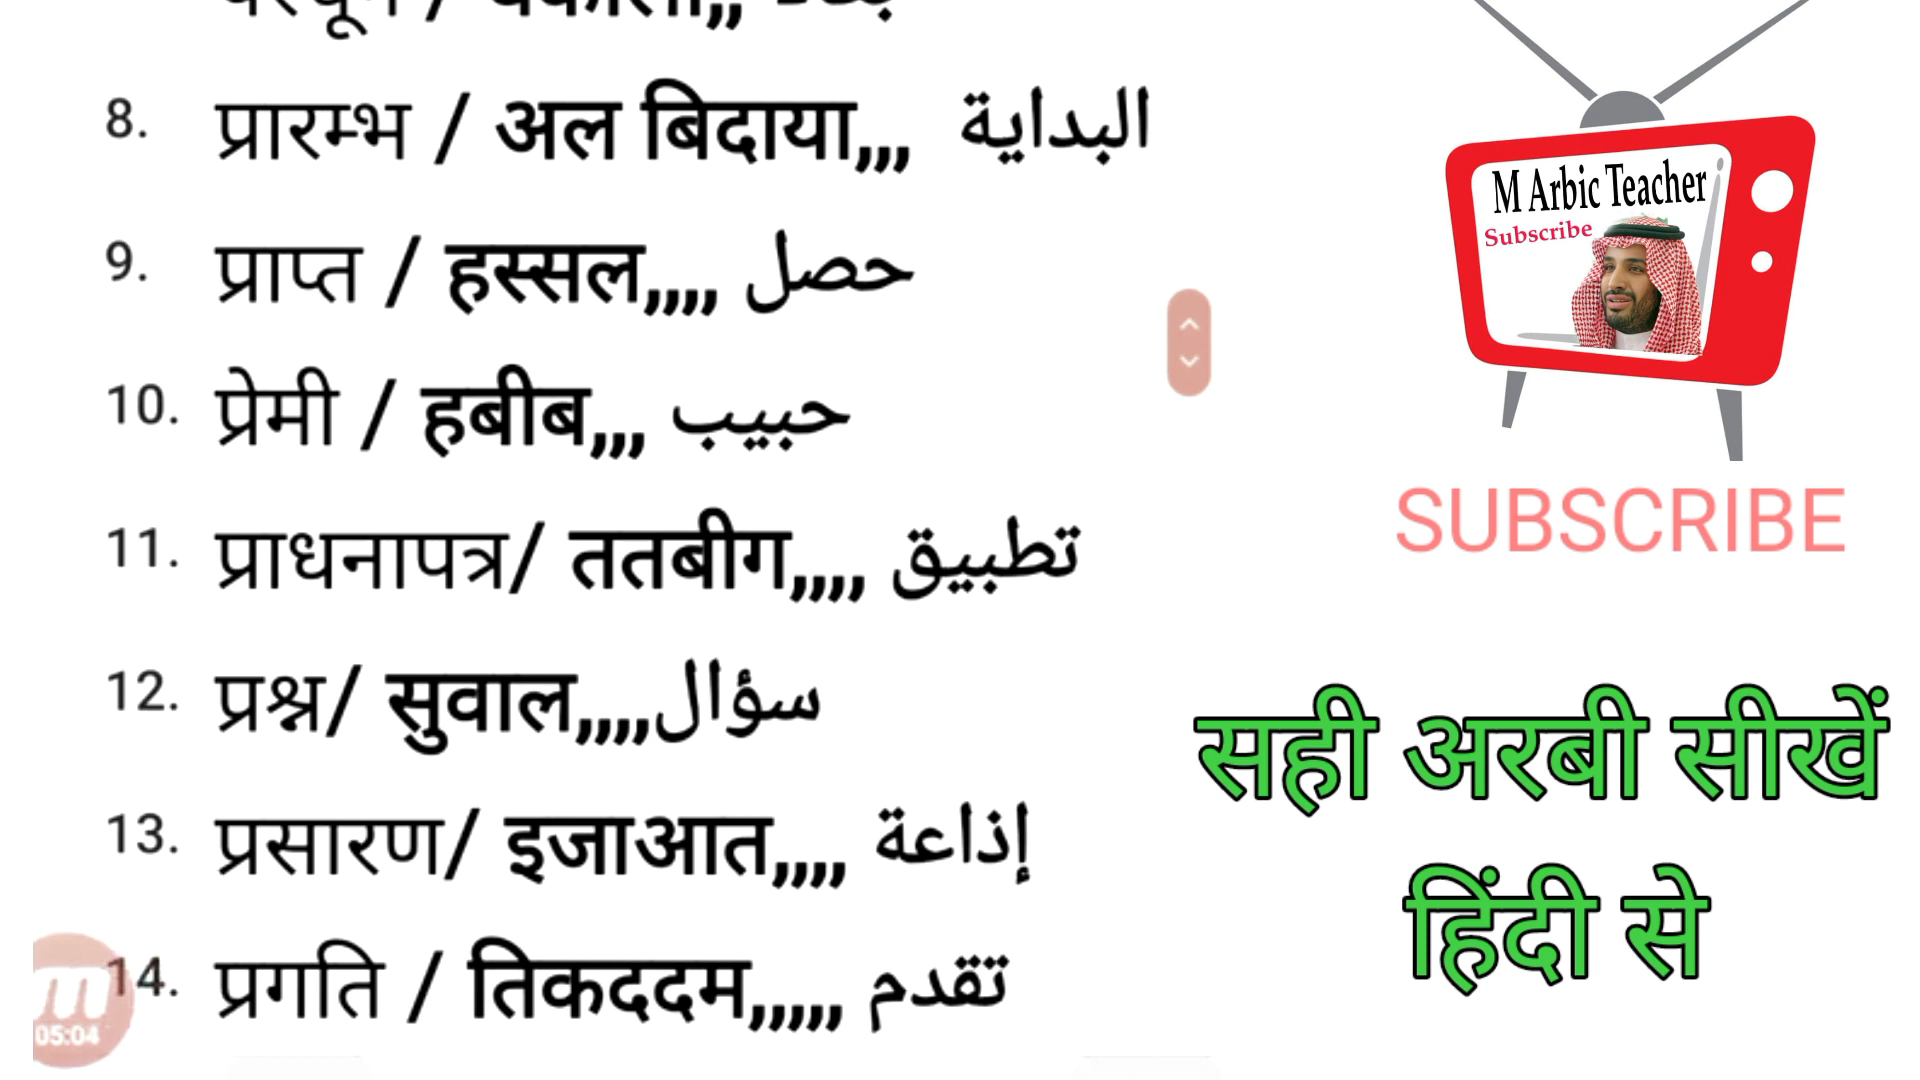 8. प्रारम्भ / अल बिदाया,,, البداية
9. प्राप्त / हस्सल,,,, حصل
10. प्रेमी / हबीब,,, حبيب
11. प्राधनापत्र/ ततबीग,,,, تطبيق
12. प्रश्न/ सुवाल,,,,سؤال
13. प्रसारण/ इजाआत,,,, إذاعة
14. प्रगति / तिकददम,,,,, تقدم
05:04
M Arbic Teacher
Subscribe
SUBSCRIBE
सही अरबी सीखें
हिंदी से